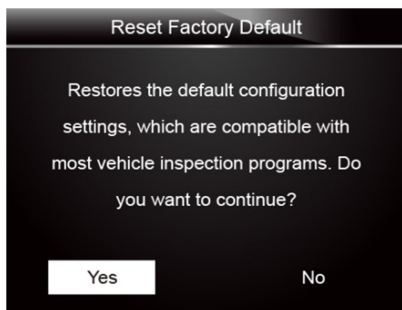 Reset Factory Default
Restores the default configuration
settings, which are compatible with
most vehicle inspection programs. Do
you want to continue?
Yes
No